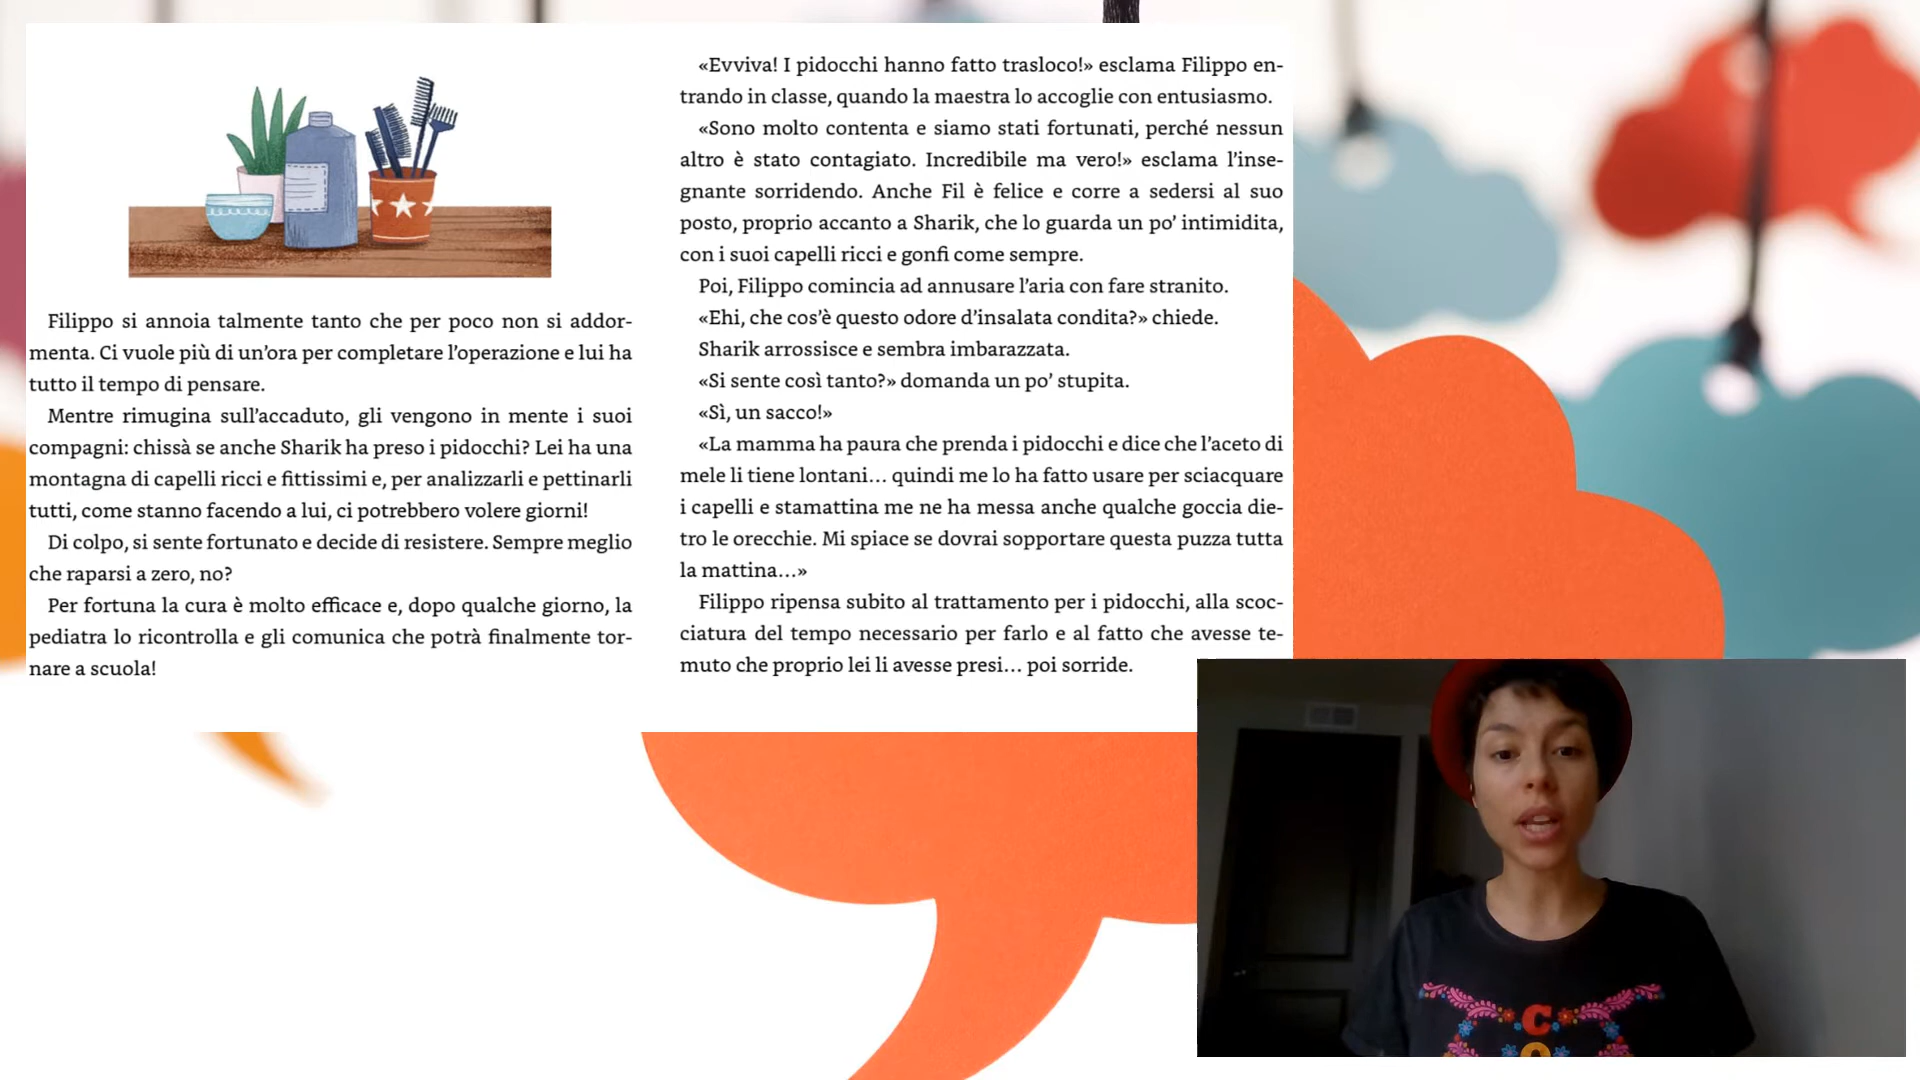 Filippo si annoia talmente tanto che per poco non si addor-
menta. Ci vuole più di un'ora per completare l'operazione e lui ha
tutto il tempo di pensare.
Mentre rimugina sull'accaduto, gli vengono in mente i suoi
compagni: chissà se anche Sharik ha preso i pidocchi? Lei ha una
montagna di capelli ricci e fittissimi e, per analizzarli e pettinarli
tutti, come stanno facendo a lui, ci potrebbero volere giorni!
Di colpo, si sente fortunato e decide di resistere. Sempre meglio
che raparsi a zero, no?
Per fortuna la cura è molto efficace e, dopo qualche giorno, la
pediatra lo ricontrolla e gli comunica che potrà finalmente tor-
nare a scuola!
«Evviva! I pidocchi hanno fatto trasloco!» esclama Filippo en-
trando in classe, quando la maestra lo accoglie con entusiasmo.
«Sono molto contenta e siamo stati fortunati, perché nessun
altro è stato contagiato. Incredibile ma vero!» esclama l'inse-
gnante sorridendo. Anche Fil è felice e corre a sedersi al suo
posto, proprio accanto a Sharik, che lo guarda un po' intimidita,
con i suoi capelli ricci e gonfi come sempre.
Poi, Filippo comincia ad annusare l'aria con fare stranito.
«Ehi, che cos'è questo odore d'insalata condita?» chiede.
Sharik arrossisce e sembra imbarazzata.
«Si sente così tanto?» domanda un po' stupita.
«Sì, un sacco!»
«La mamma ha paura che prenda i pidocchi e dice che l'aceto di
mele li tiene lontani… quindi me lo ha fatto usare per sciacquare
i capelli e stamattina me ne ha messa anche qualche goccia die-
tro le orecchie. Mi spiace se dovrai sopportare questa puzza tutta
la mattina…»
Filippo ripensa subito al trattamento per i pidocchi, alla scoc-
ciatura del tempo necessario per farlo e al fatto che avesse te-
muto che proprio lei li avesse presi… poi sorride.
C